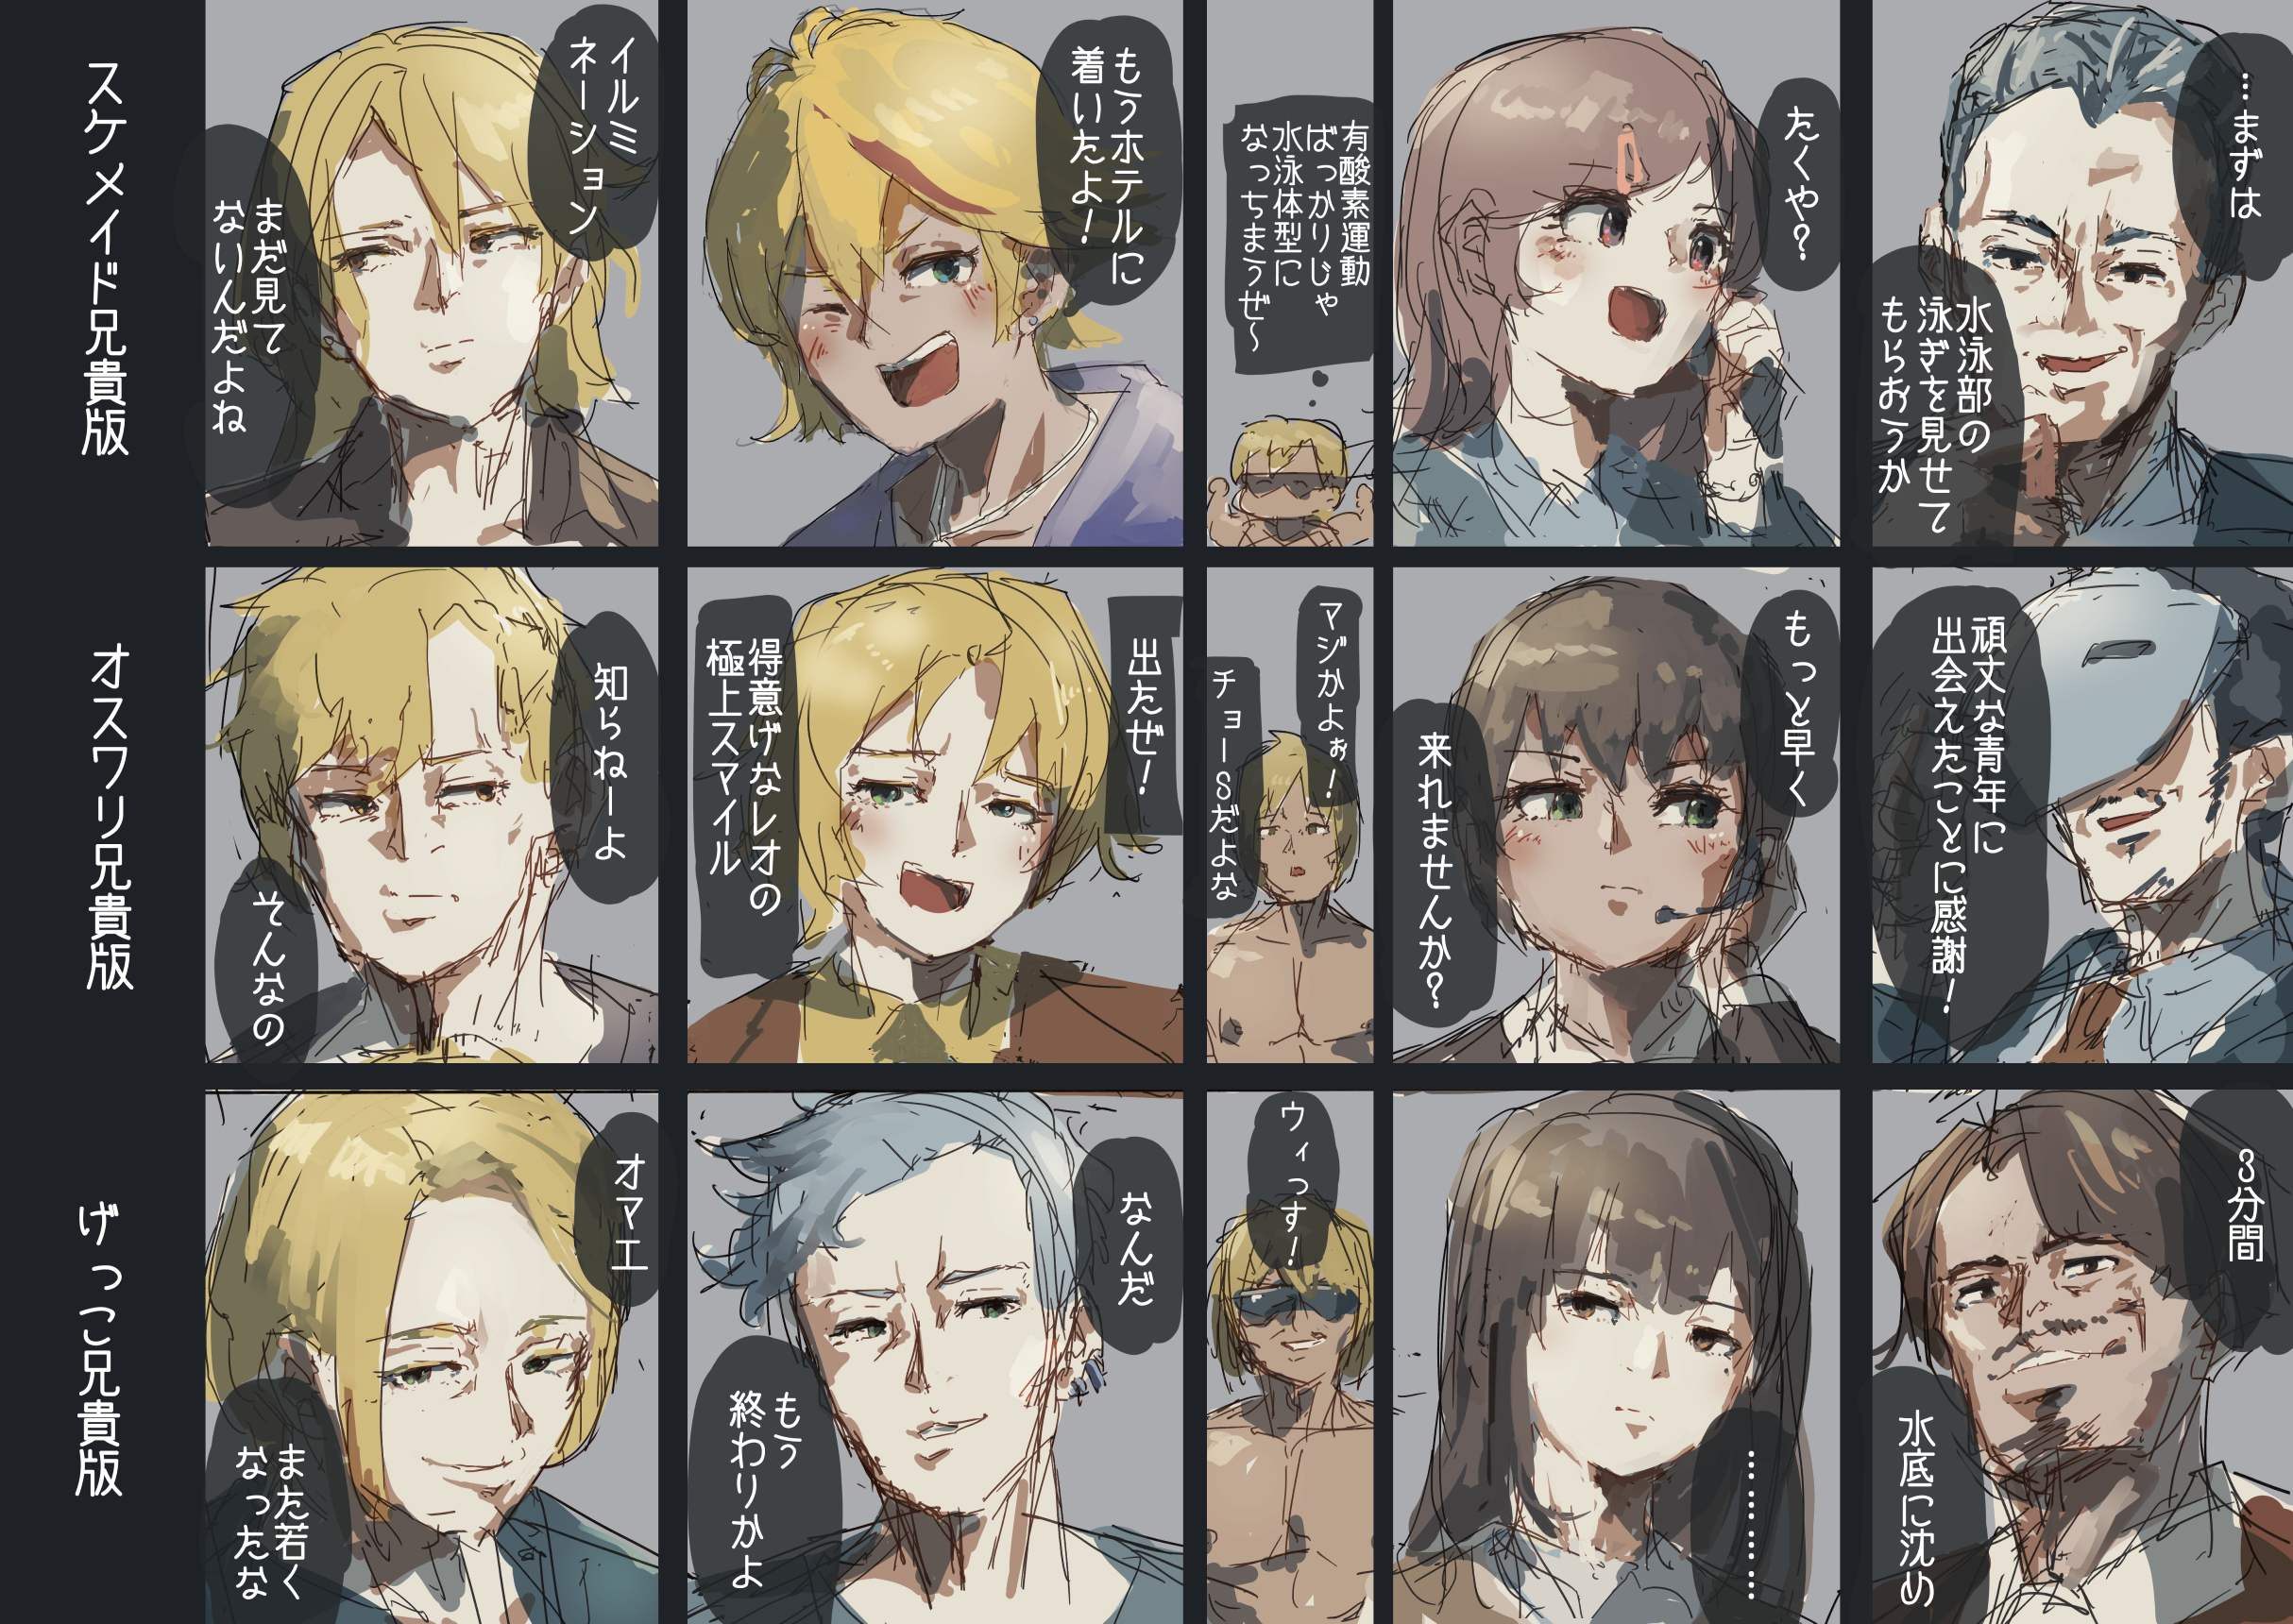 スケメイド兄貴版
…まずは
水泳部の
泳ぎを見せて
もらおうか
たくや?
有酸素運動
ばっかりじゃ
水泳体型に
なっちまうぜ～
もうホテルに
着いたよ!
イルミ
ネーション
まだ見て
ないんだよね
オスワリ兄貴版
頑丈な青年に
出会えたことに感謝!
もっと早く
来れませんか?
マジかよぉ!
チョーSだよな
出たぜ!
得意げなレオの
極上スマイル
知らねーよ
そんなの
げっこ兄貴版
3分間
水底に沈め
…………
ウィっす!
なんだ
もう
終わりかよ
オマエ
また若く
なったな